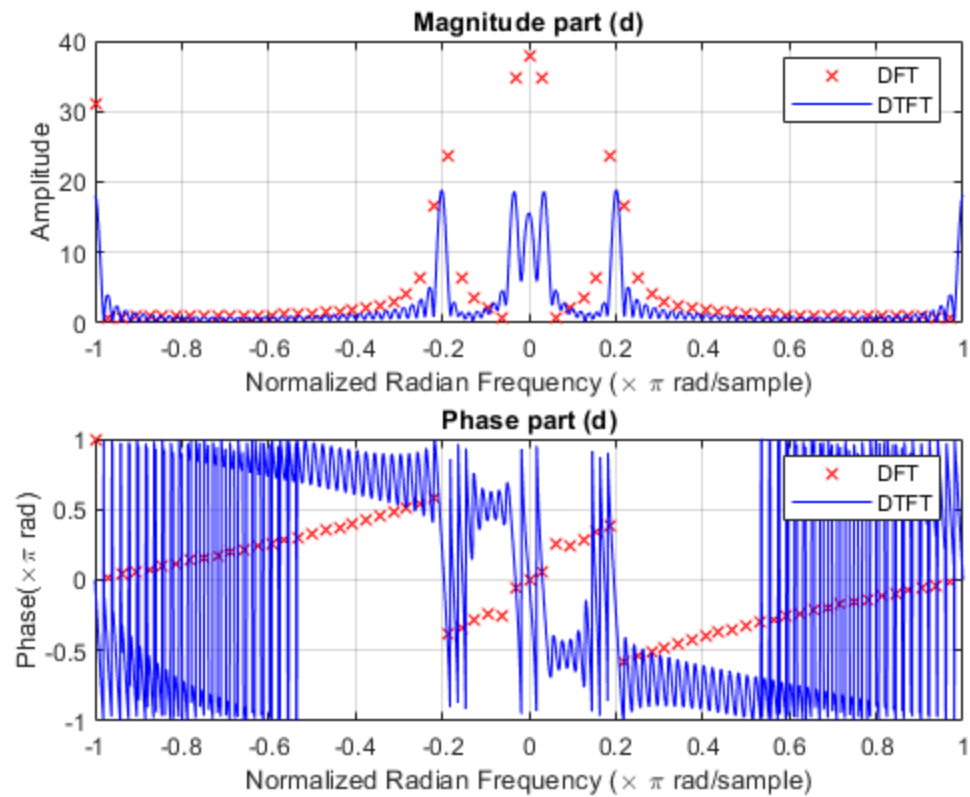 Magnitude part (d)
40
30
20
10
0
Amplitude
DFT
DTFT
-1 -0.8 -0.6 -0.4 -0.2 0 0.2 0.4 0.6 0.8 1
Normalized Radian Frequency (× π rad/sample)
Phase part (d)
1
0.5
0
-0.5
-1
Phase(×π rad)
DFT
DTFT
-1 -0.8 -0.6 -0.4 -0.2 0 0.2 0.4 0.6 0.8 1
Normalized Radian Frequency (× π rad/sample)